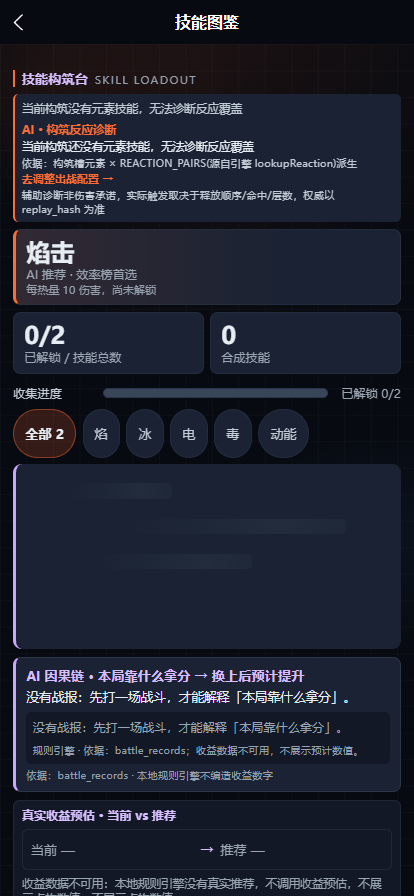 技能图鉴
技能构筑台 SKILL LOADOUT
当前构筑没有元素技能，无法诊断反应覆盖
AI · 构筑反应诊断
当前构筑还没有元素技能，无法诊断反应覆盖
依据：构筑槽元素 × REACTION_PAIRS(源自引擎 lookupReaction)派生
去调整出战配置 →
辅助诊断非伤害承诺，实际触发取决于释放顺序/命中/层数，权威以
replay_hash 为准
焰击
AI 推荐 · 效率榜首选
每热量 10 伤害，尚未解锁
0/2
已解锁 / 技能总数
0
合成技能
收集进度
已解锁 0/2
全部 2
焰
冰
电
毒
动能
AI 因果链 · 本局靠什么拿分 → 换上后预计提升
没有战报：先打一场战斗，才能解释「本局靠什么拿分」。
没有战报：先打一场战斗，才能解释「本局靠什么拿分」。
规则引擎 · 依据：battle_records；收益数据不可用，不展示预计数值。
依据：battle_records · 本地规则引擎不编造收益数字
真实收益预估 · 当前 vs 推荐
当前 — → 推荐 —
收益数据不可用：本地规则引擎没有真实推荐，不调用收益预估，不展